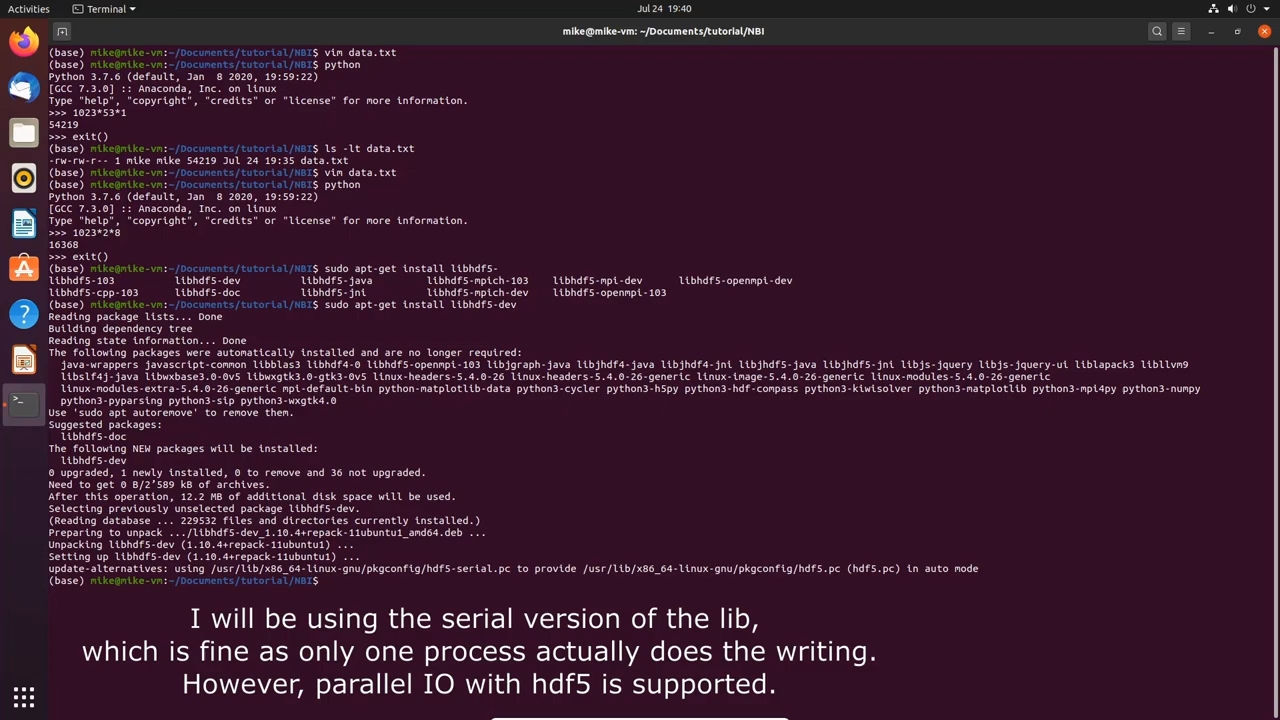 Activities
Terminal
Jul 24 19:40
mike@mike-vm: ~/Documents/tutorial/NBI
(base) mike@mike-vm:~/Documents/tutorial/NBI$ vim data.txt
(base) mike@mike-vm:~/Documents/tutorial/NBI$ python
Python 3.7.6 (default, Jan  8 2020, 19:59:22)
[GCC 7.3.0] :: Anaconda, Inc. on linux
Type "help", "copyright", "credits" or "license" for more information.
>>> 1023*53*1
54219
>>> exit()
(base) mike@mike-vm:~/Documents/tutorial/NBI$ ls -lt data.txt
-rw-rw-r-- 1 mike mike 54219 Jul 24 19:35 data.txt
(base) mike@mike-vm:~/Documents/tutorial/NBI$ vim data.txt
(base) mike@mike-vm:~/Documents/tutorial/NBI$ python
Python 3.7.6 (default, Jan  8 2020, 19:59:22)
[GCC 7.3.0] :: Anaconda, Inc. on linux
Type "help", "copyright", "credits" or "license" for more information.
>>> 1023*2*8
16368
>>> exit()
(base) mike@mike-vm:~/Documents/tutorial/NBI$ sudo apt-get install libhdf5-
libhdf5-103 libhdf5-dev libhdf5-java libhdf5-mpich-103 libhdf5-mpi-dev libhdf5-openmpi-dev
libhdf5-cpp-103 libhdf5-doc libhdf5-jni libhdf5-mpich-dev libhdf5-openmpi-103
(base) mike@mike-vm:~/Documents/tutorial/NBI$ sudo apt-get install libhdf5-dev
Reading package lists... Done
Building dependency tree
Reading state information... Done
The following packages were automatically installed and are no longer required:
java-wrappers javascript-common libblas3 libhdf4-0 libhdf5-openmpi-103 libjgraph-java libjhdf4-java libjhdf4-jni libjhdf5-java libjhdf5-jni libjs-jquery libjs-jquery-ui liblapack3 libllvm9
libslf4j-java libwxbase3.0-0v5 libwxgtk3.0-gtk3-0v5 linux-headers-5.4.0-26 linux-headers-5.4.0-26-generic linux-image-5.4.0-26-generic linux-modules-5.4.0-26-generic
linux-modules-extra-5.4.0-26-generic mpi-default-bin python-matplotlib-data python3-cycler python3-h5py python3-hdf-compass python3-kiwisolver python3-matplotlib python3-mpi4py python3-numpy
python3-pyparsing python3-sip python3-wxgtk4.0
Use 'sudo apt autoremove' to remove them.
Suggested packages:
libhdf5-doc
The following NEW packages will be installed:
libhdf5-dev
0 upgraded, 1 newly installed, 0 to remove and 36 not upgraded.
Need to get 0 B/2’589 kB of archives.
After this operation, 12.2 MB of additional disk space will be used.
Selecting previously unselected package libhdf5-dev.
(Reading database ... 229532 files and directories currently installed.)
Preparing to unpack .../libhdf5-dev_1.10.4+repack-11ubuntu1_amd64.deb ...
Unpacking libhdf5-dev (1.10.4+repack-11ubuntu1) ...
Setting up libhdf5-dev (1.10.4+repack-11ubuntu1) ...
update-alternatives: using /usr/lib/x86_64-linux-gnu/pkgconfig/hdf5-serial.pc to provide /usr/lib/x86_64-linux-gnu/pkgconfig/hdf5.pc (hdf5.pc) in auto mode
(base) mike@mike-vm:~/Documents/tutorial/NBI$
I will be using the serial version of the lib,
which is fine as only one process actually does the writing.
However, parallel IO with hdf5 is supported.